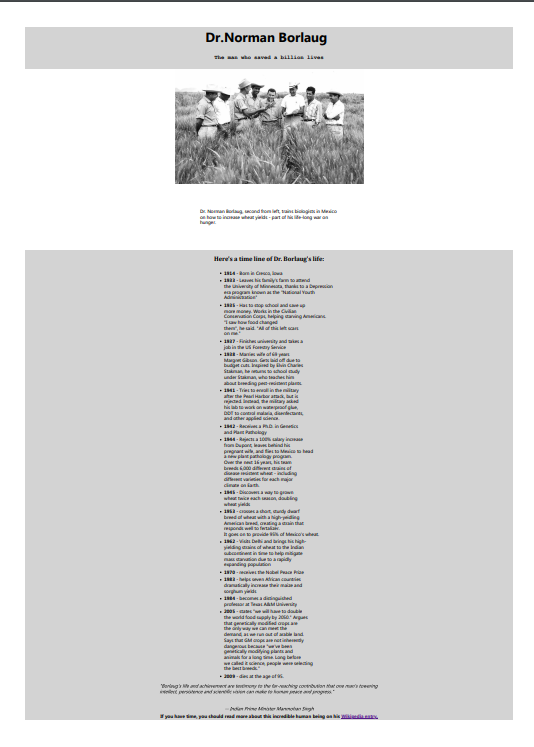 Dr.Norman Borlaug
The man who saved a billion lives
Dr. Norman Borlaug, second from left, trains biologists in Mexico
on how to increase wheat yields - part of his life-long war on
hunger.
Here's a time line of Dr. Borlaug's life:
• 1914 - Born in Cresco, Iowa
• 1933 - Leaves his family's farm to attend
the University of Minnesota, thanks to a Depression
era program known as the "National Youth
Administration"
• 1935 - Has to stop school and save up
more money. Works in the Civilian
Conservation Corps, helping starving Americans.
"I saw how food changed
them", he said. "All of this left scars
on me."
• 1937 - Finishes university and takes a
job in the US Forestry Service
• 1938 - Marries wife of 69 years
Margret Gibson. Gets laid off due to
budget cuts. Inspired by Elvin Charles
Stakman, he returns to school study
under Stakman, who teaches him
about breeding pest-resistent plants.
• 1941 - Tries to enroll in the military
after the Pearl Harbor attack, but is
rejected. Instead, the military asked
his lab to work on waterproof glue,
DDT to control malaria, disenfectants,
and other applied science.
• 1942 - Receives a Ph.D. in Genetics
and Plant Pathology
• 1944 - Rejects a 100% salary increase
from Dupont, leaves behind his
pregnant wife, and flies to Mexico to head
a new plant pathology program.
Over the next 16 years, his team
breeds 6,000 different strains of
disease resistent wheat - including
different varieties for each major
climate on Earth.
• 1945 - Discovers a way to grown
wheat twice each season, doubling
wheat yields
• 1953 - crosses a short, sturdy dwarf
breed of wheat with a high-yeidling
American breed, creating a strain that
responds well to fertalizer.
It goes on to provide 95% of Mexico's wheat.
• 1962 - Visits Delhi and brings his high-
yielding strains of wheat to the Indian
subcontinent in time to help mitigate
mass starvation due to a rapidly
expanding population
• 1970 - receives the Nobel Peace Prize
• 1983 - helps seven African countries
dramatically increase their maize and
sorghum yields
• 1984 - becomes a distinguished
professor at Texas A&M University
• 2005 - states "we will have to double
the world food supply by 2050." Argues
that genetically modified crops are
the only way we can meet the
demand, as we run out of arable land.
Says that GM crops are not inherently
dangerous because "we've been
genetically modifying plants and
animals for a long time. Long before
we called it science, people were selecting
the best breeds."
• 2009 - dies at the age of 95.
"Borlaug's life and achievement are testimony to the far-reaching contribution that one man's towering
intellect, persistence and scientific vision can make to human peace and progress."
-- Indian Prime Minister Manmohan Singh
If you have time, you should read more about this incredible human being on his Wikipedia entry.